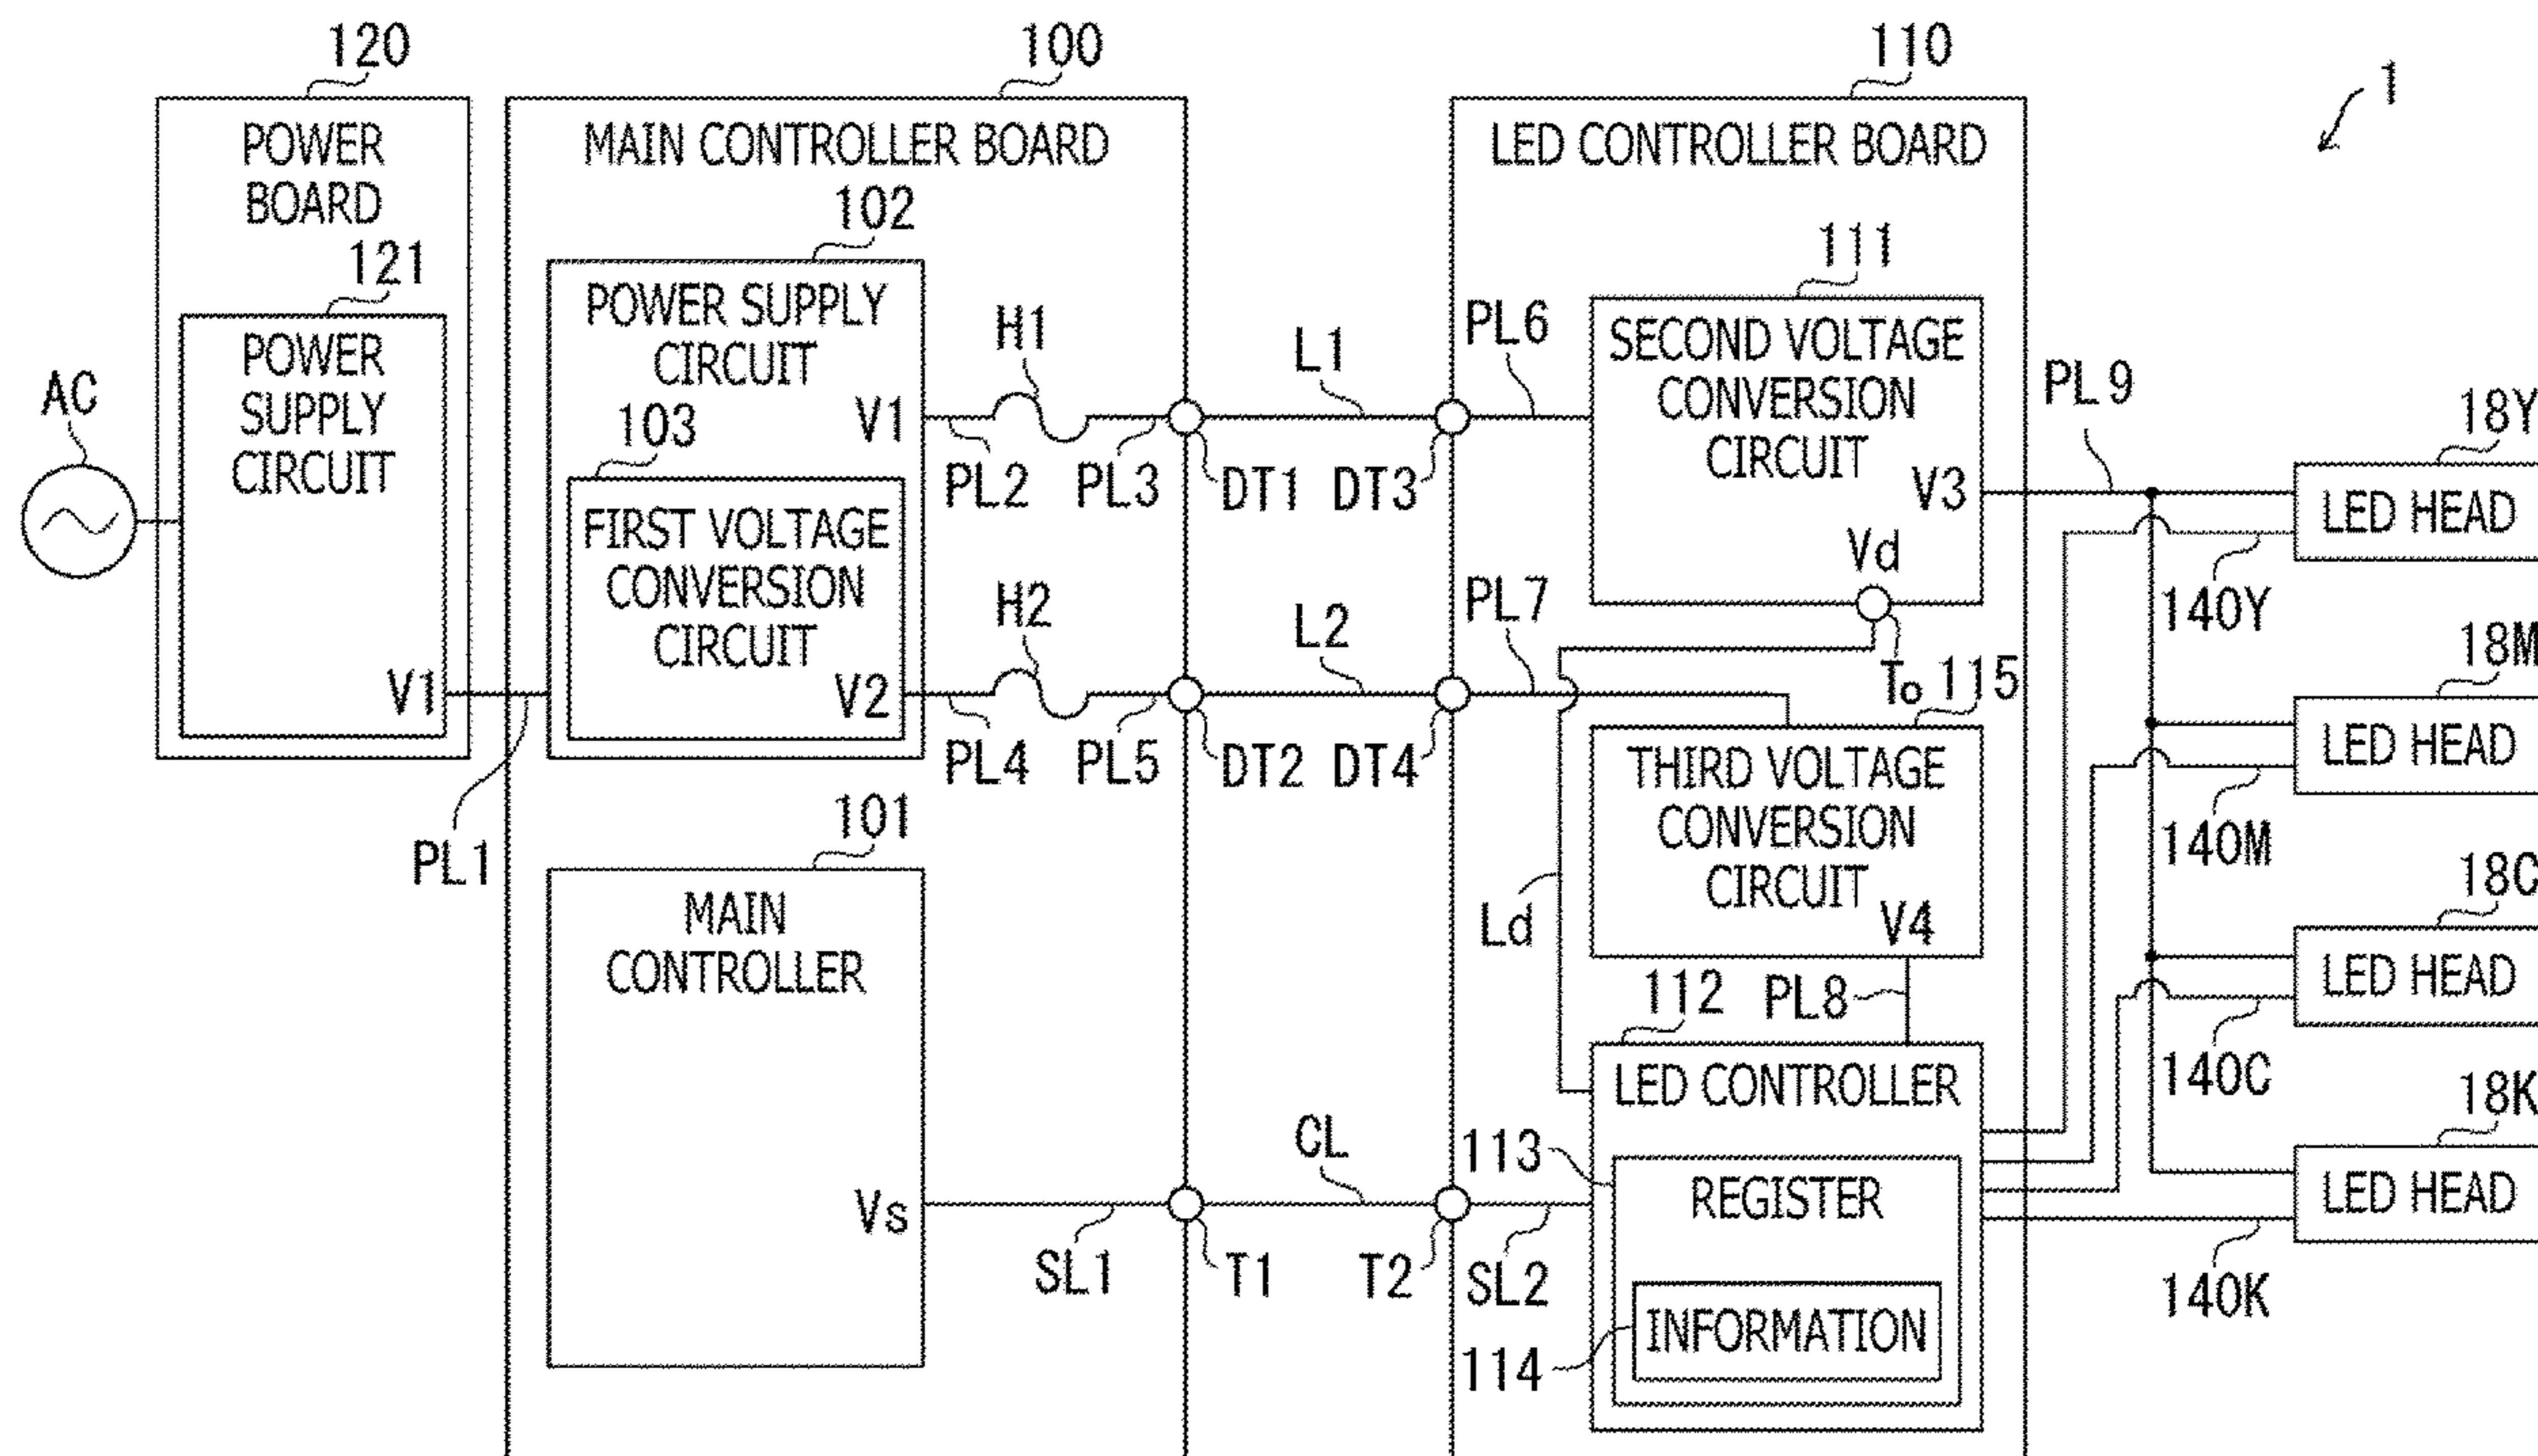 120
100
110
1
POWER
BOARD
MAIN CONTROLLER BOARD
LED CONTROLLER BOARD
121
102
111
POWER
SUPPLY
CIRCUIT
V1
AC
PL1
POWER SUPPLY
CIRCUIT
V1
103
FIRST VOLTAGE
CONVERSION
CIRCUIT
V2
H1
PL2
PL3
DT1
L1
DT3
PL6
H2
PL4
PL5
DT2
L2
DT4
PL7
SECOND VOLTAGE
CONVERSION
CIRCUIT
V3
Vd
To
115
THIRD VOLTAGE
CONVERSION
CIRCUIT
V4
Ld
PL8
101
MAIN
CONTROLLER
Vs
SL1
T1
CL
T2
SL2
112
LED CONTROLLER
113
REGISTER
114
INFORMATION
PL9
18Y
LED HEAD
140Y
18M
LED HEAD
140M
18C
LED HEAD
140C
18K
LED HEAD
140K